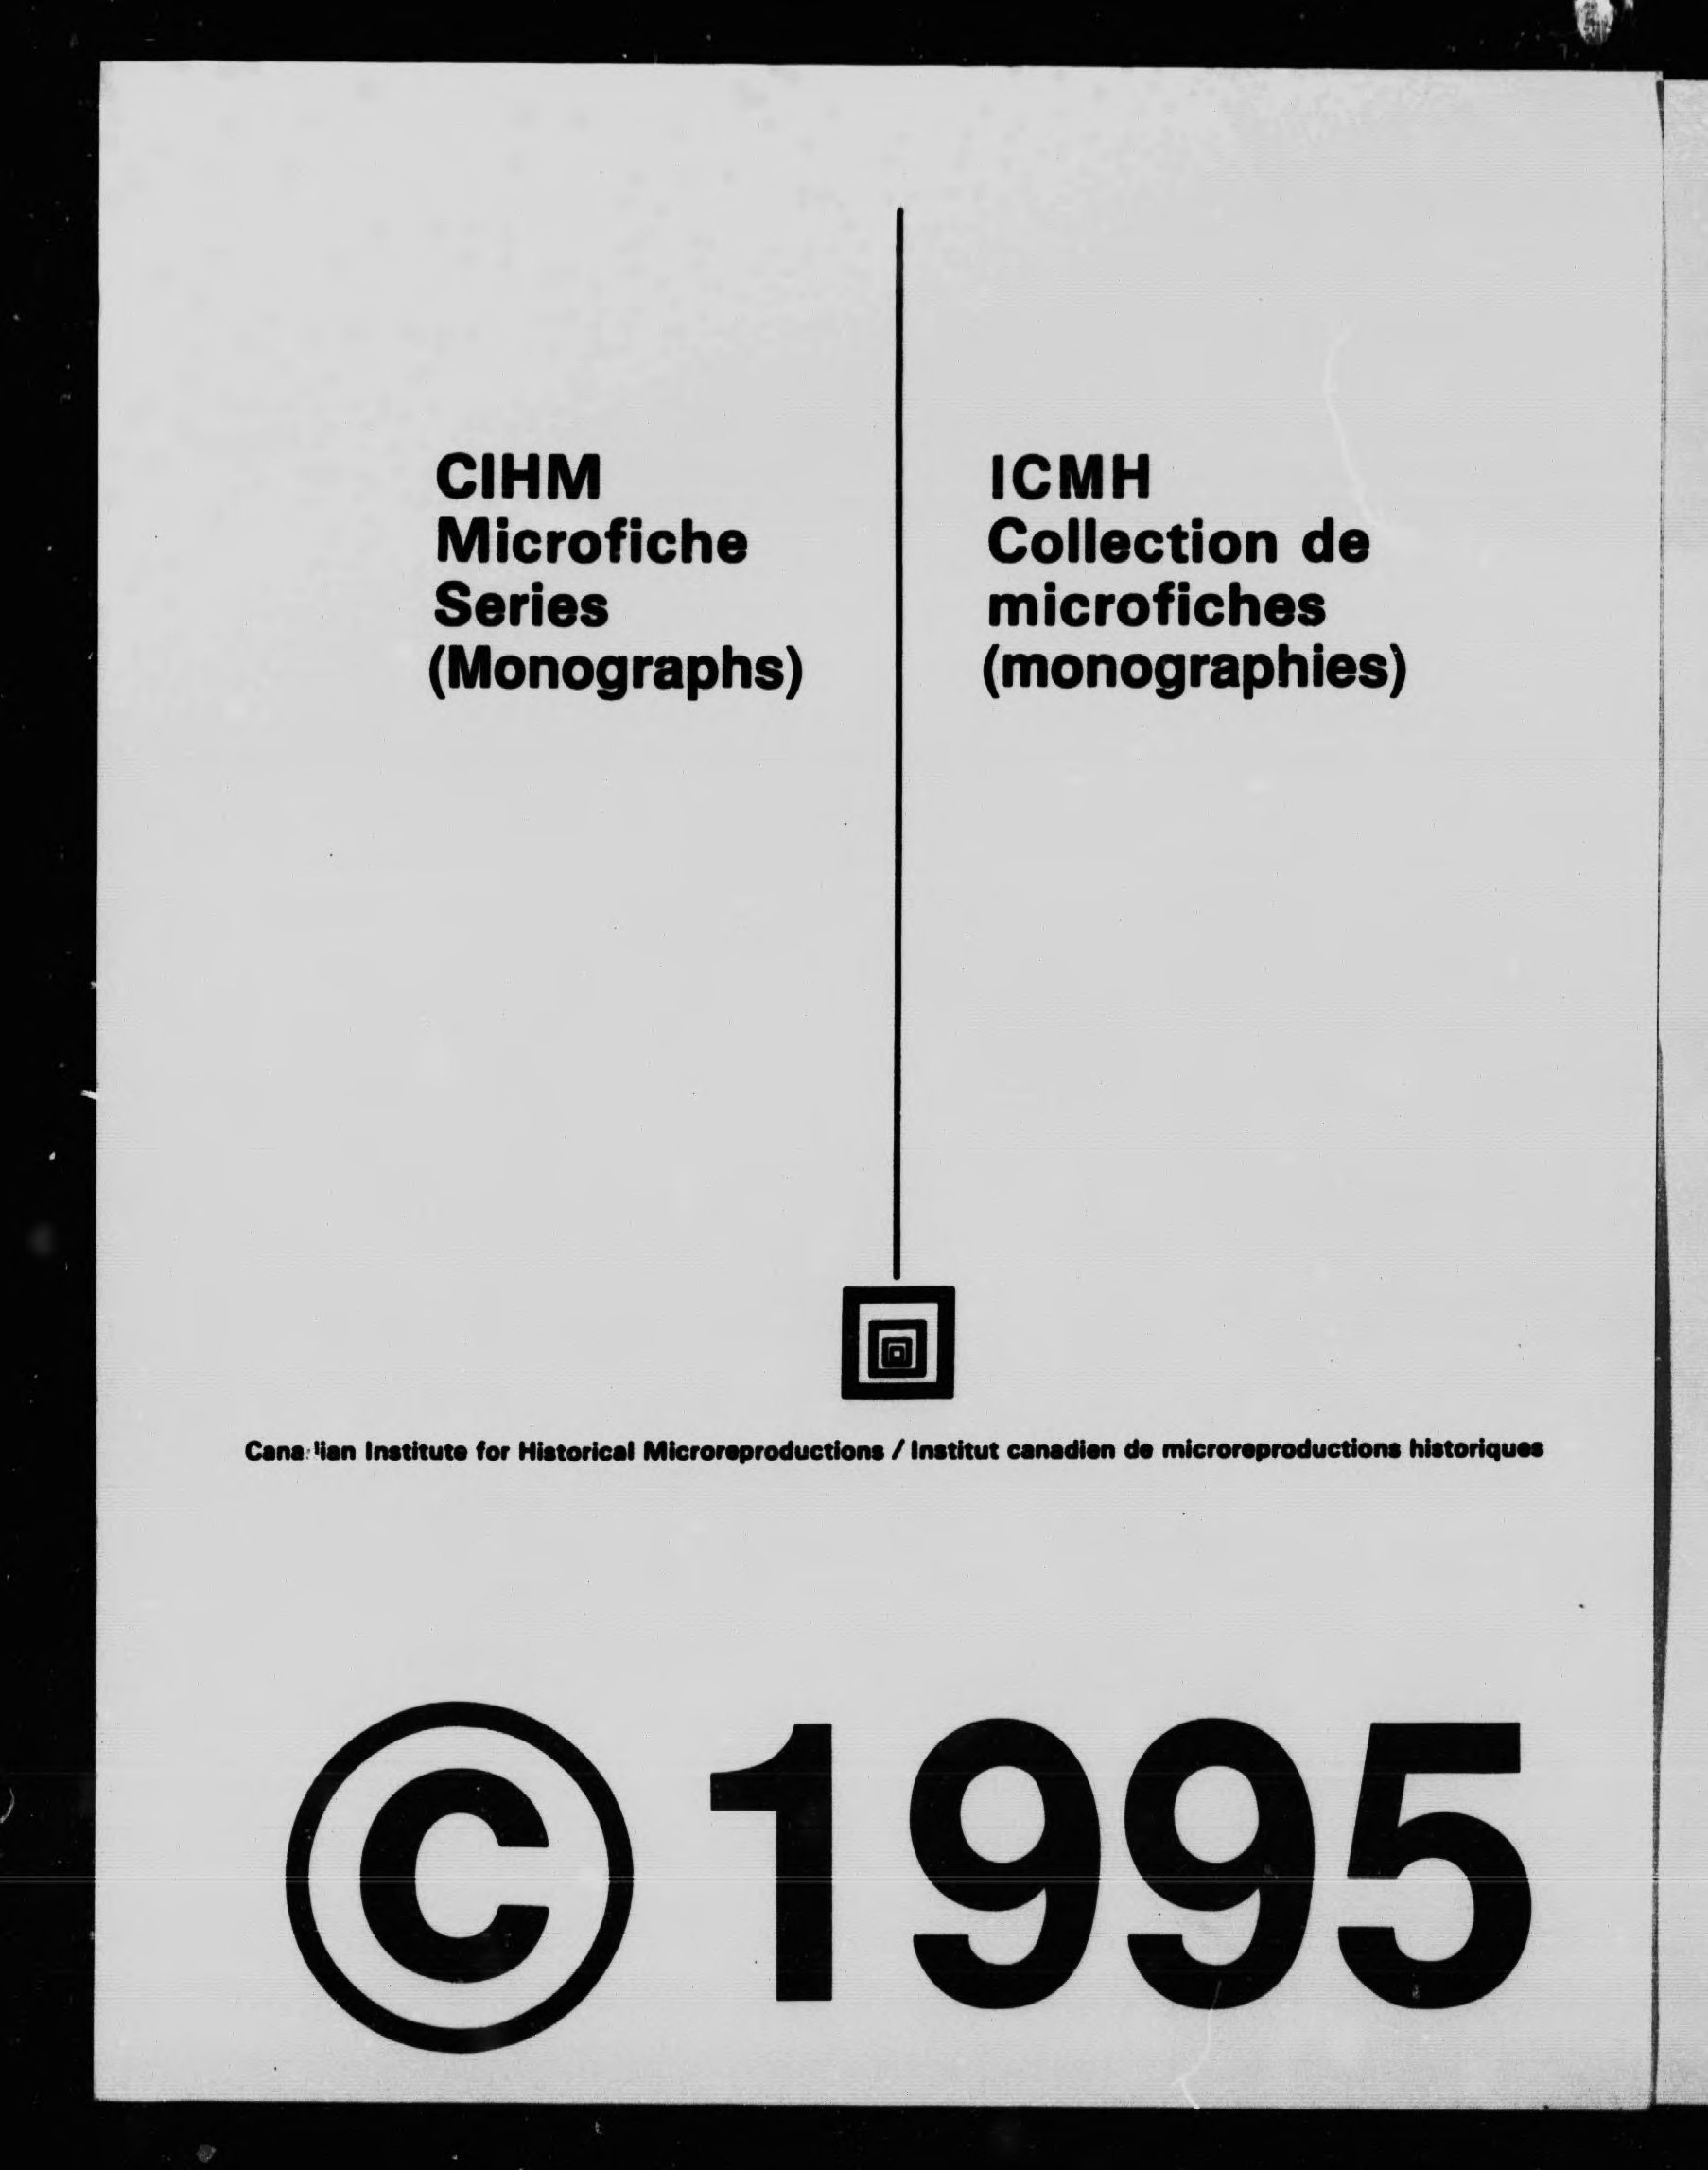 CIHM
Microfiche
Series
(Monographs)
ICMH
Collection de
microfiches
(monographies)
Canadian Institute for Historical Microreproductions / Institut canadien de microreproductions historiques
© 1995